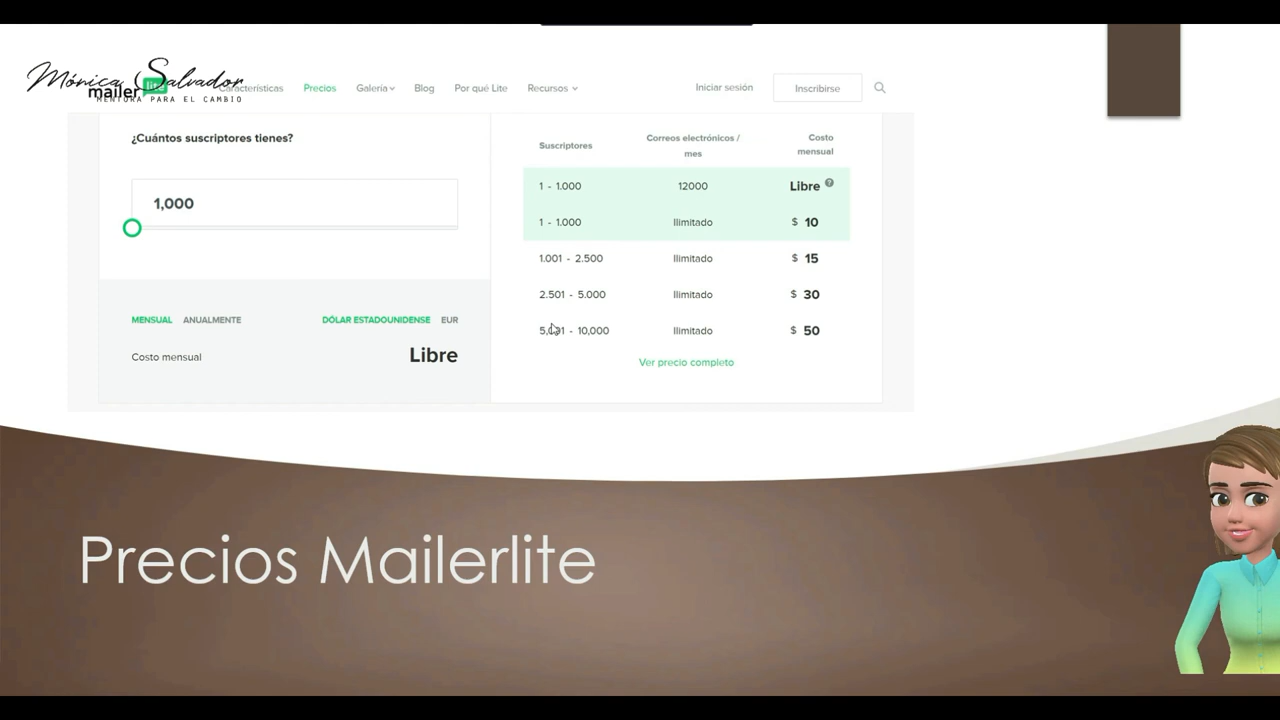 Mónica Salvador
MENTORA PARA EL CAMBIO
mailer lite Características Precios Galería Blog Por qué Lite Recursos Iniciar sesión Inscribirse
¿Cuántos suscriptores tienes?
1,000
MENSUAL ANUALMENTE DÓLAR ESTADOUNIDENSE EUR
Costo mensual Libre
Suscriptores Correos electrónicos / mes Costo mensual
1 - 1.000 12000 Libre ?
1 - 1.000 Ilimitado $ 10
1.001 - 2.500 Ilimitado $ 15
2.501 - 5.000 Ilimitado $ 30
- 10,000 Ilimitado $ 50
Ver precio completo
Precios Mailerlite